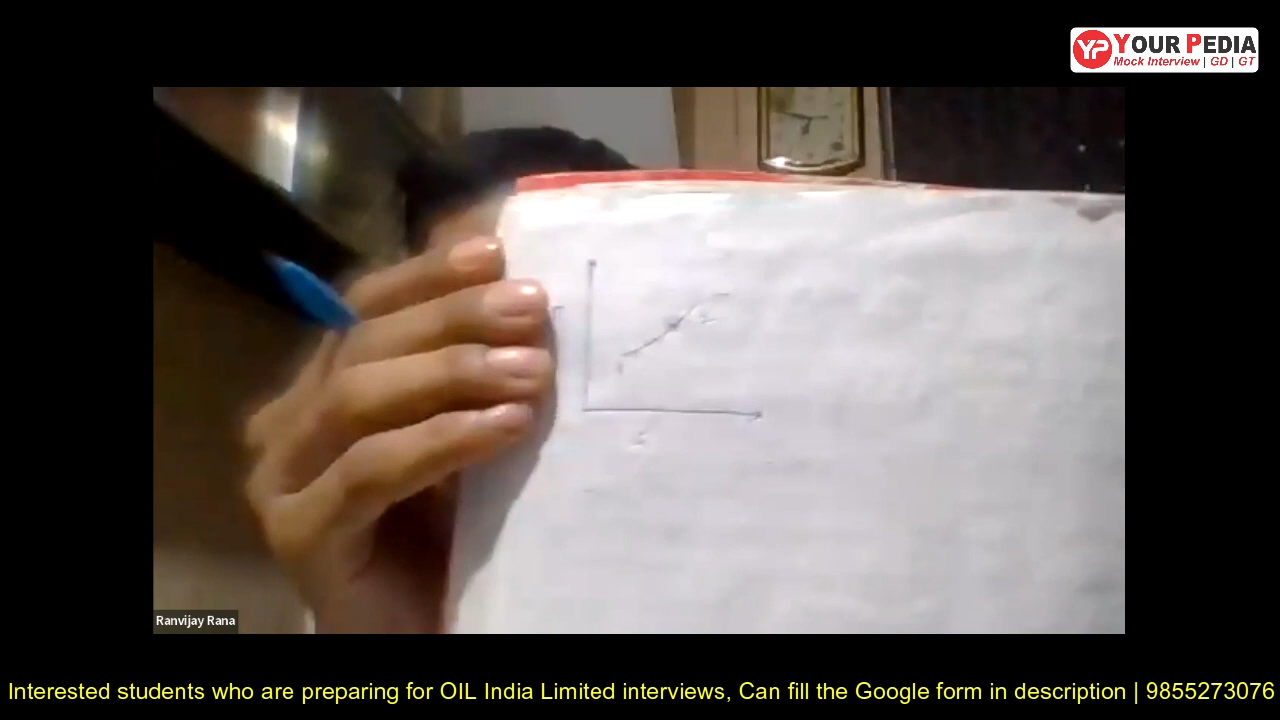 YP YOUR PEDIA
Mock Interview | GD | GT
Ranvijay Rana
Interested students who are preparing for OIL India Limited interviews, Can fill the Google form in description | 9855273076